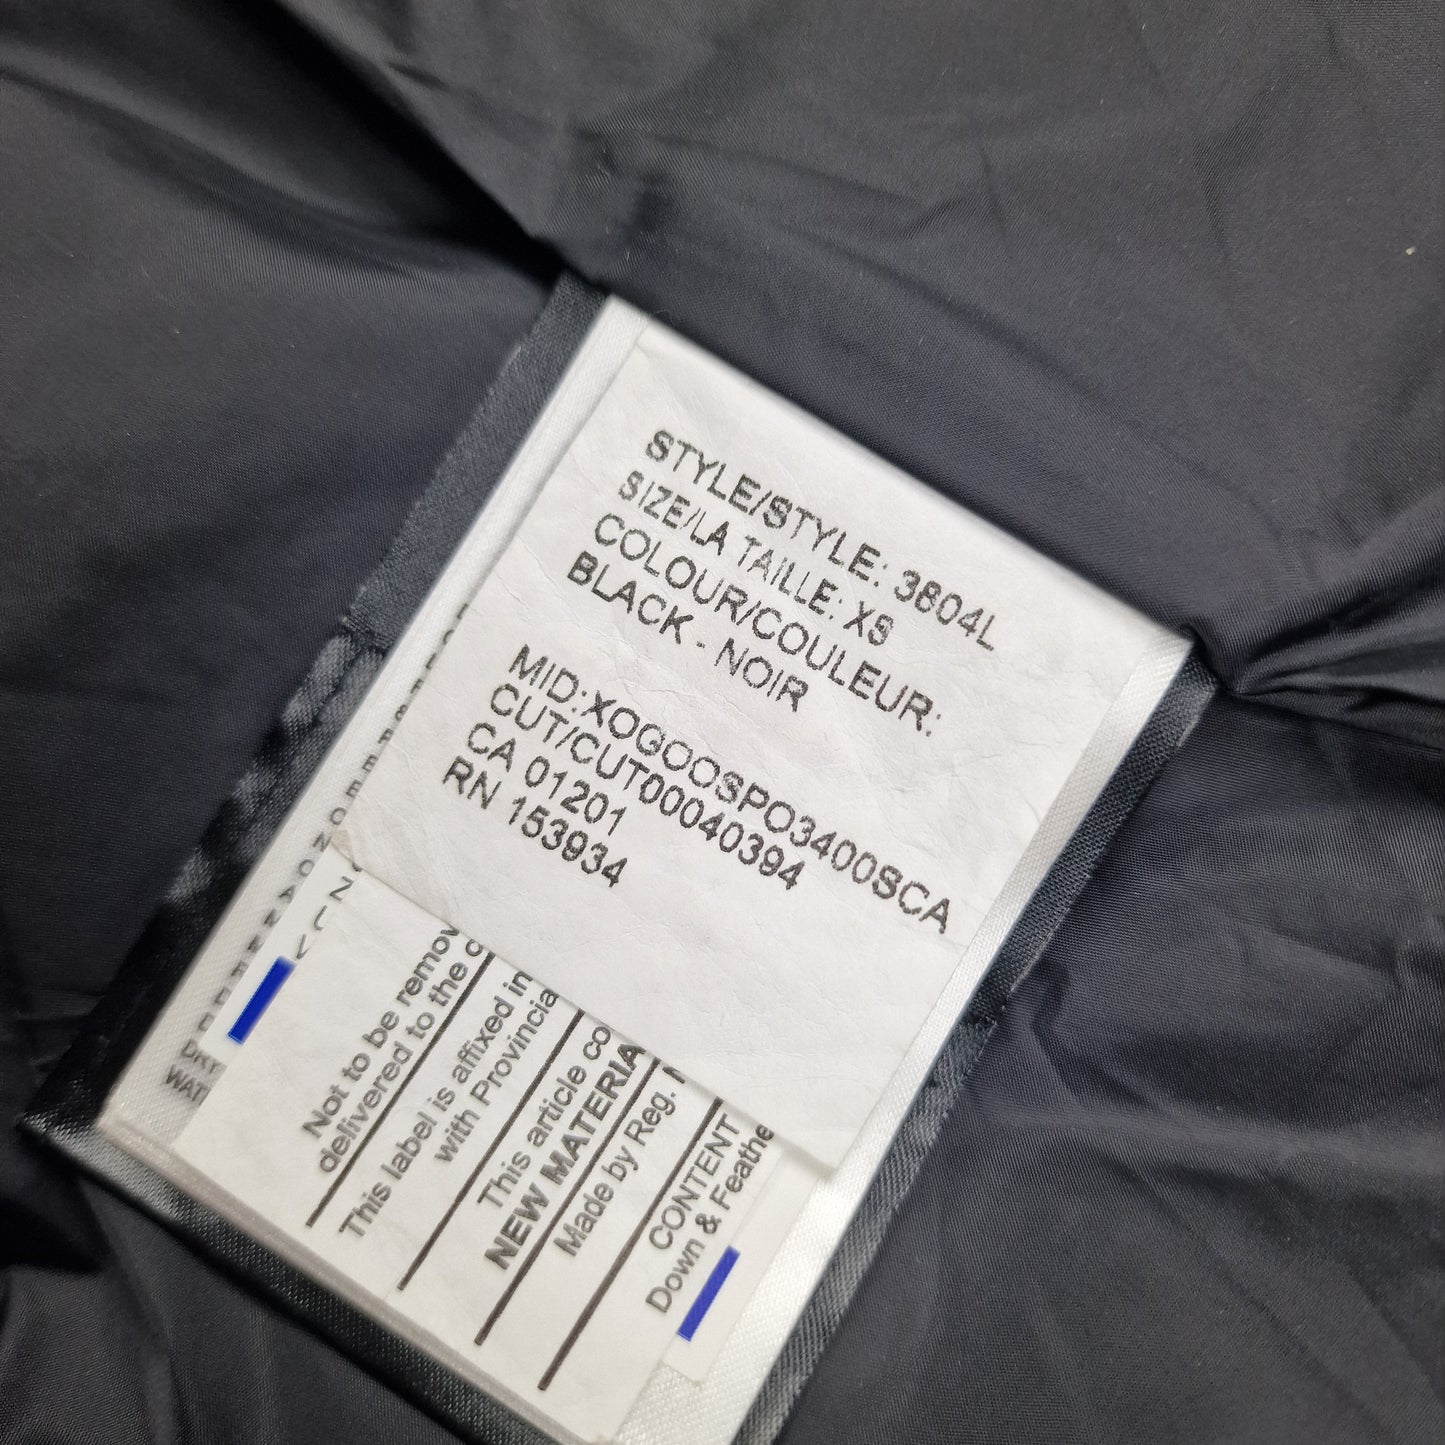 STYLE/STYLE: 3804L
SIZE/LA TAILLE: XS
COLOUR/COULEUR:
BLACK - NOIR
MID:XOGOOSPO3400SCA
CUT/CUT00040394
CA 01201
RN 153934
Not to be remov
delivered to the c
This label is affixed in
with Provincia
This article co
NEW MATERIA
Made by Reg.
CONTENT
Down & Feathe
DRY
WAT